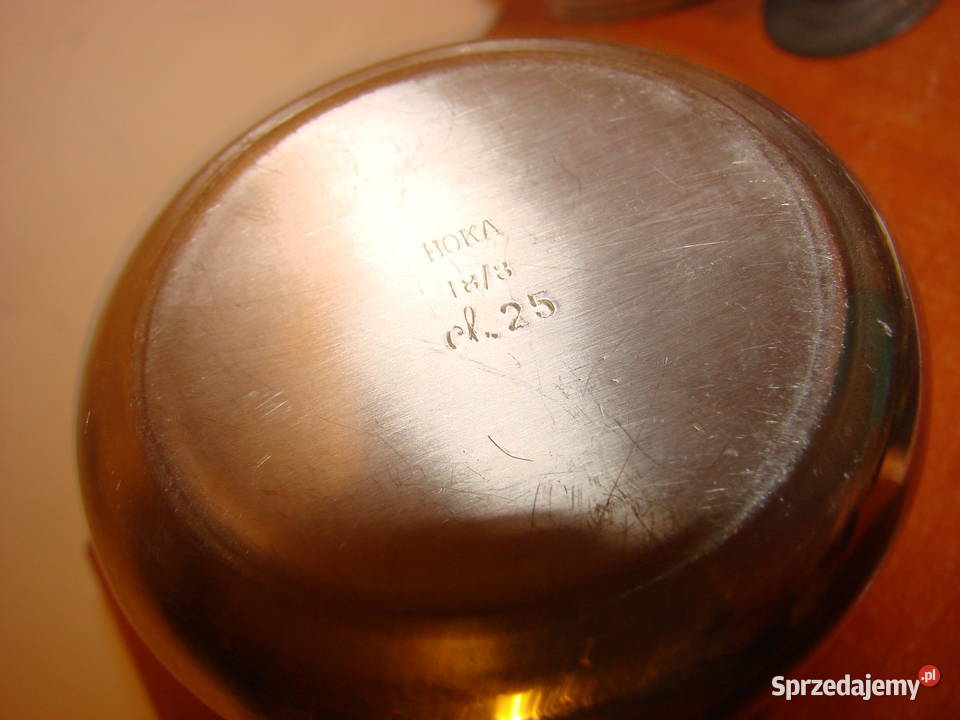 HOKA
18/8
cl. 25
Sprzedajemy.pl